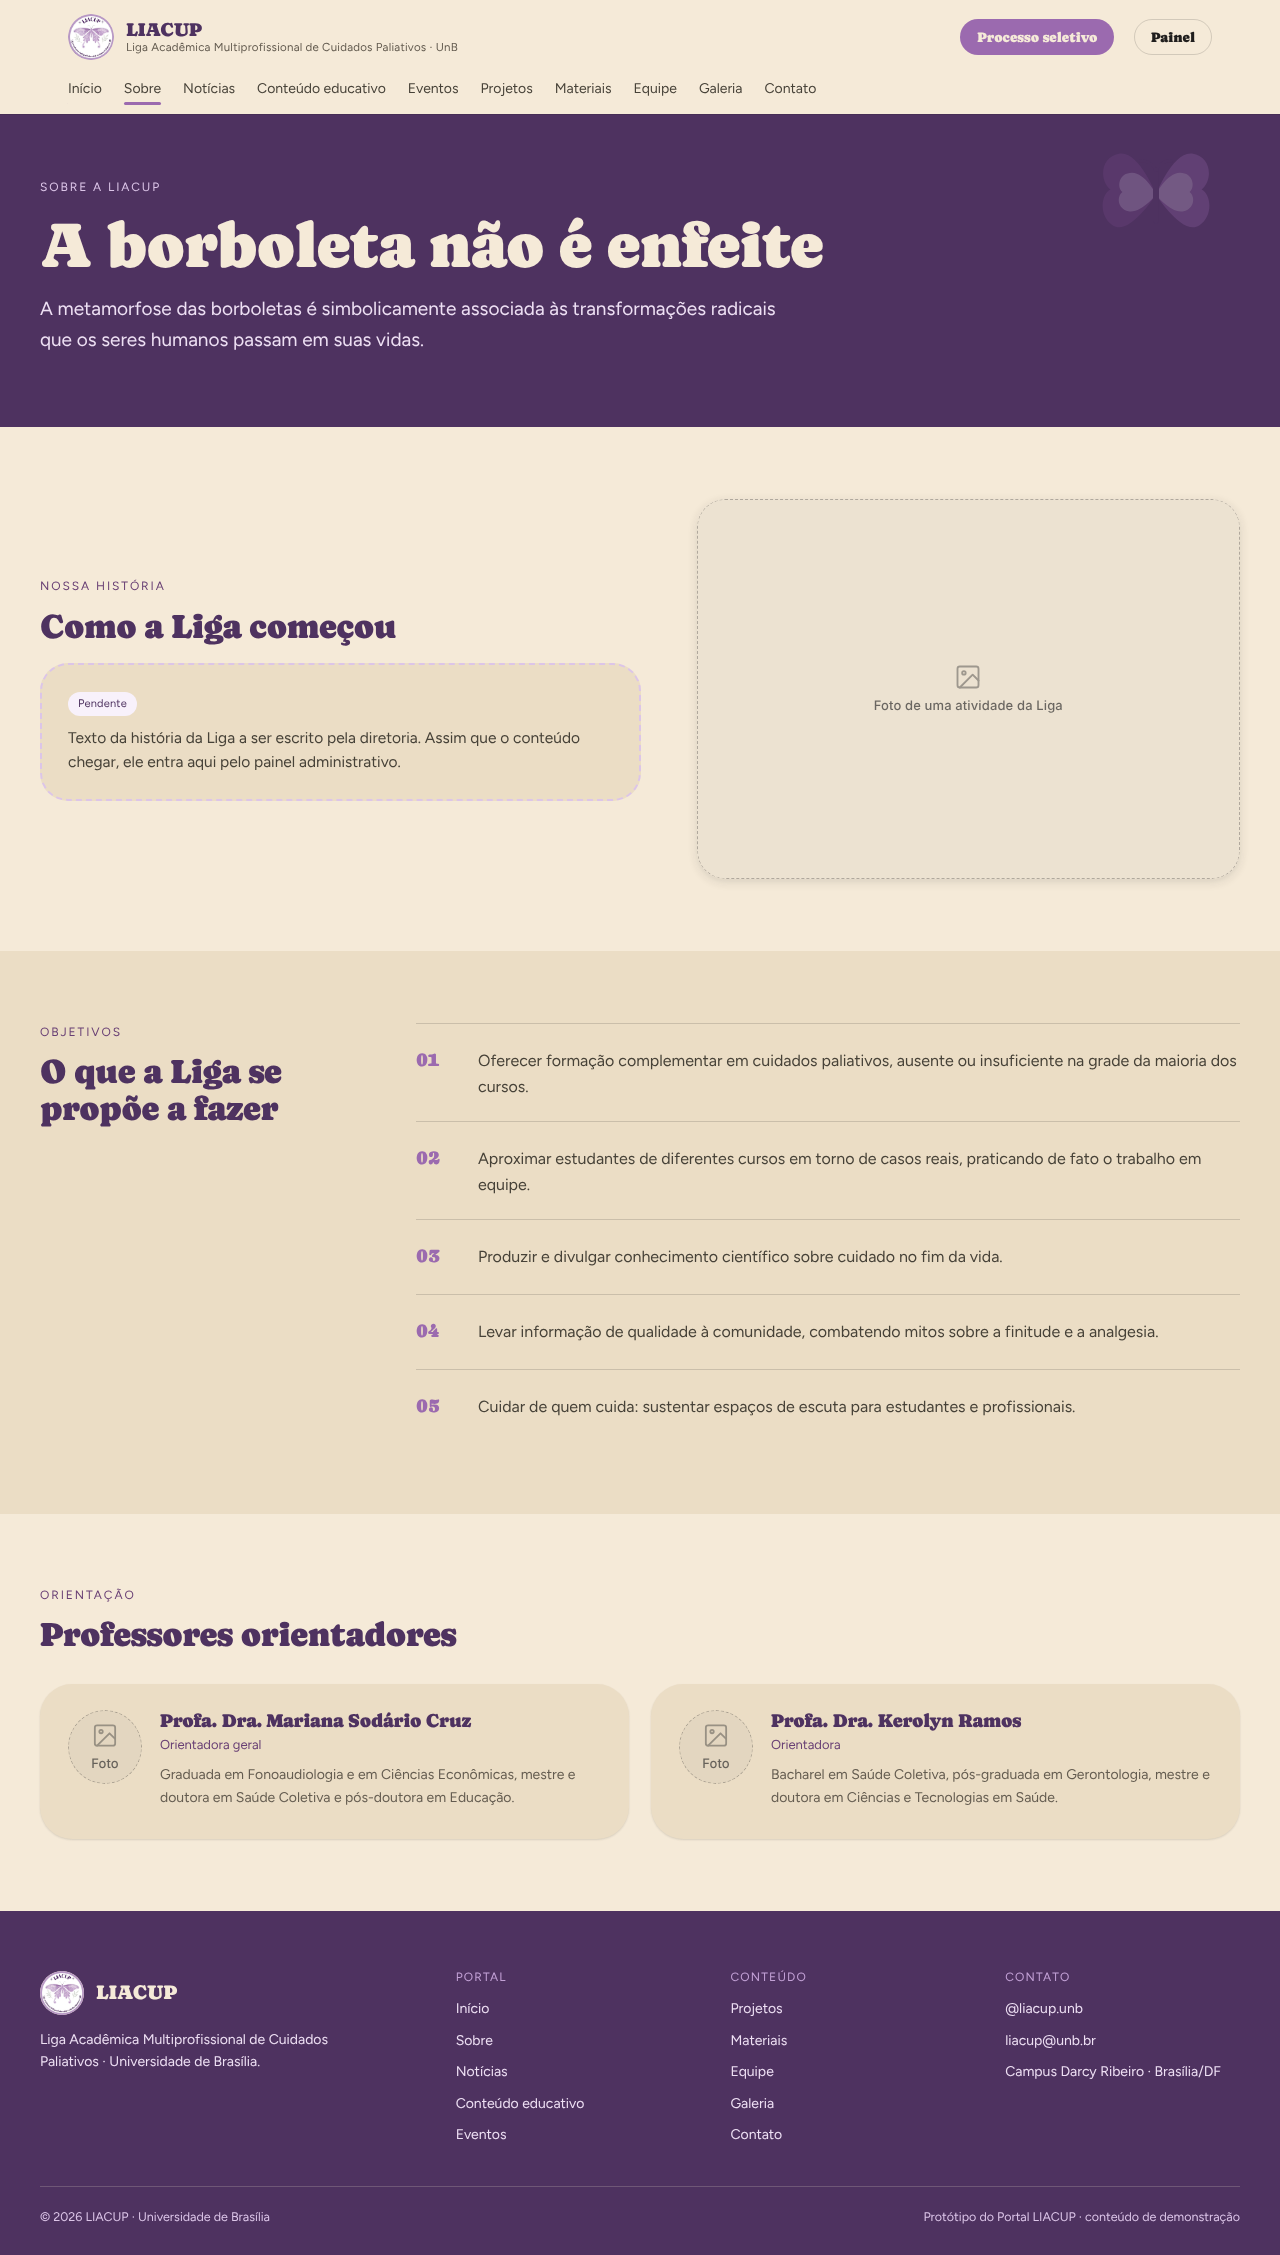 LIACUP
Liga Acadêmica Multiprofissional de Cuidados Paliativos · UnB
Processo seletivo
Painel
Início
Sobre
Notícias
Conteúdo educativo
Eventos
Projetos
Materiais
Equipe
Galeria
Contato
SOBRE A LIACUP
A borboleta não é enfeite
A metamorfose das borboletas é simbolicamente associada às transformações radicais
que os seres humanos passam em suas vidas.
NOSSA HISTÓRIA
Como a Liga começou
Pendente
Texto da história da Liga a ser escrito pela diretoria. Assim que o conteúdo
chegar, ele entra aqui pelo painel administrativo.
Foto de uma atividade da Liga
OBJETIVOS
O que a Liga se
propõe a fazer
01
Oferecer formação complementar em cuidados paliativos, ausente ou insuficiente na grade da maioria dos
cursos.
02
Aproximar estudantes de diferentes cursos em torno de casos reais, praticando de fato o trabalho em
equipe.
03
Produzir e divulgar conhecimento científico sobre cuidado no fim da vida.
04
Levar informação de qualidade à comunidade, combatendo mitos sobre a finitude e a analgesia.
05
Cuidar de quem cuida: sustentar espaços de escuta para estudantes e profissionais.
ORIENTAÇÃO
Professores orientadores
Foto
Profa. Dra. Mariana Sodário Cruz
Orientadora geral
Graduada em Fonoaudiologia e em Ciências Econômicas, mestre e
doutora em Saúde Coletiva e pós-doutora em Educação.
Foto
Profa. Dra. Kerolyn Ramos
Orientadora
Bacharel em Saúde Coletiva, pós-graduada em Gerontologia, mestre e
doutora em Ciências e Tecnologias em Saúde.
LIACUP
Liga Acadêmica Multiprofissional de Cuidados
Paliativos · Universidade de Brasília.
PORTAL
Início
Sobre
Notícias
Conteúdo educativo
Eventos
CONTEÚDO
Projetos
Materiais
Equipe
Galeria
Contato
CONTATO
@liacup.unb
liacup@unb.br
Campus Darcy Ribeiro · Brasília/DF
© 2026 LIACUP · Universidade de Brasília
Protótipo do Portal LIACUP · conteúdo de demonstração